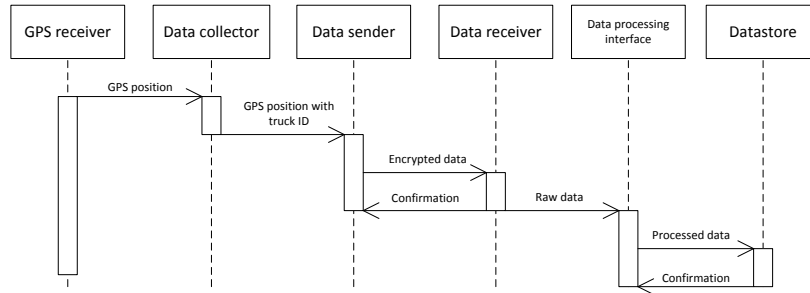 GPS receiver
Data collector
Data sender
Data receiver
Data processing
interface
Datastore
GPS position
GPS position with
truck ID
Encrypted data
Confirmation
Raw data
Processed data
Confirmation